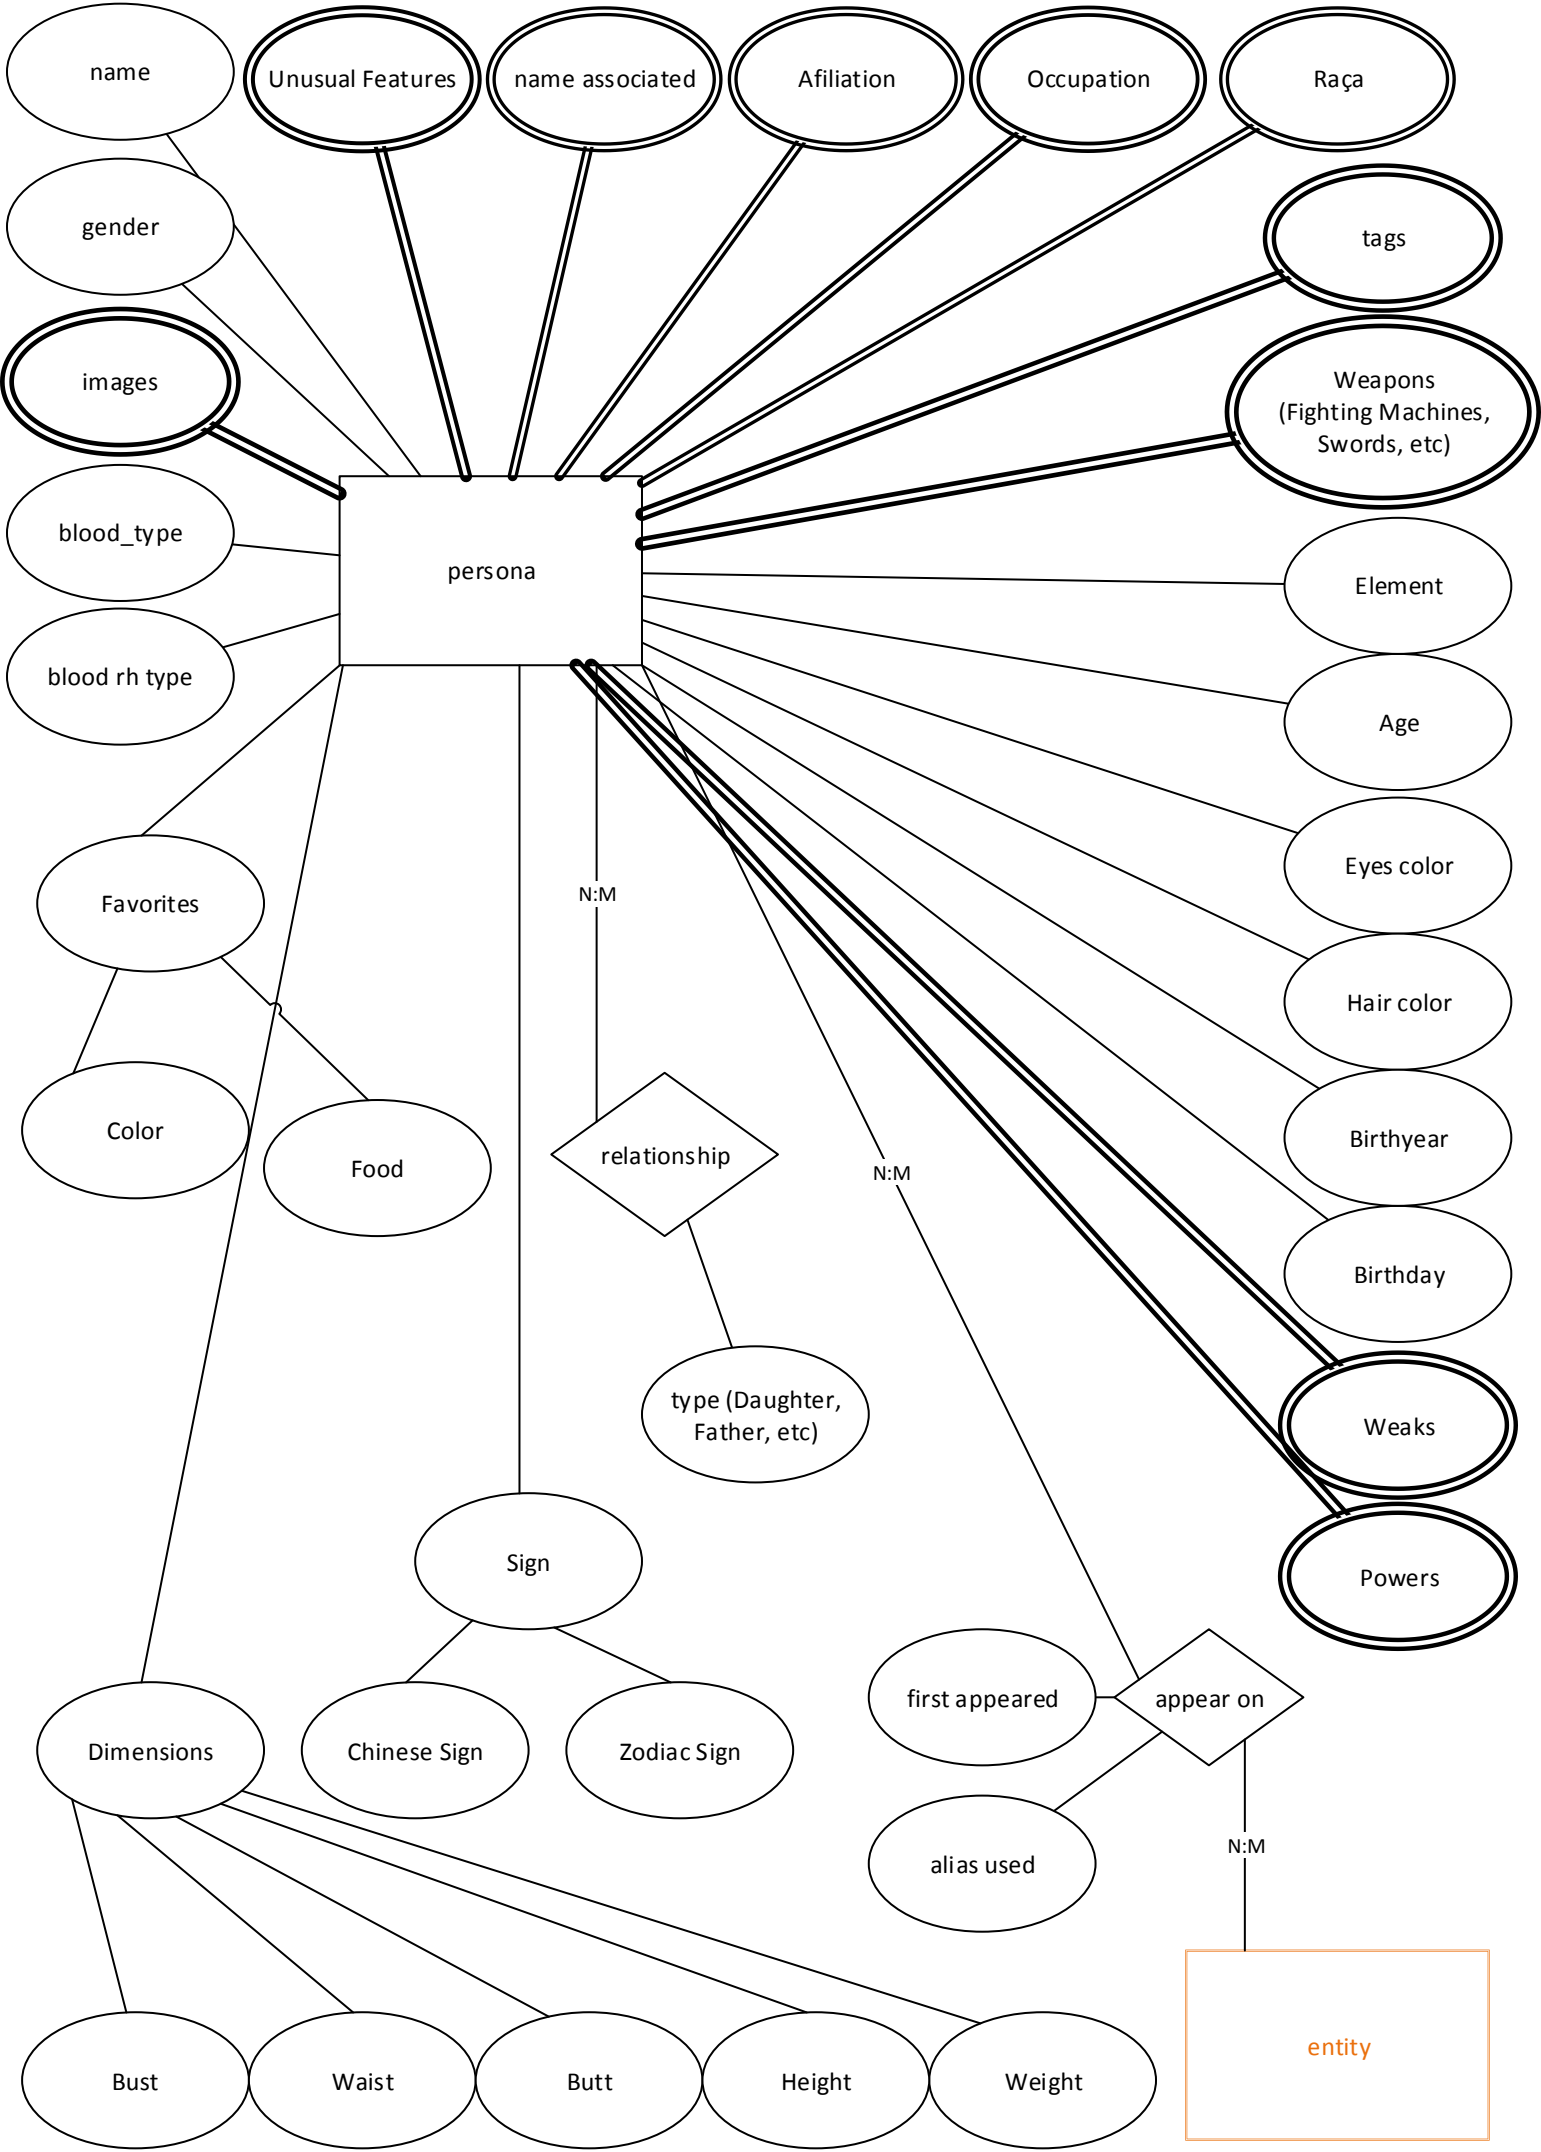 name
Unusual Features
name associated
Afiliation
Occupation
Raça
gender
tags
images
Weapons
(Fighting Machines,
Swords, etc)
blood_type
persona
Element
blood rh type
Age
Favorites
N:M
Eyes color
Hair color
Color
Food
relationship
N:M
Birthyear
Birthday
type (Daughter,
Father, etc)
Weaks
Sign
Powers
first appeared
appear on
Dimensions
Chinese Sign
Zodiac Sign
alias used
N:M
entity
Bust
Waist
Butt
Height
Weight